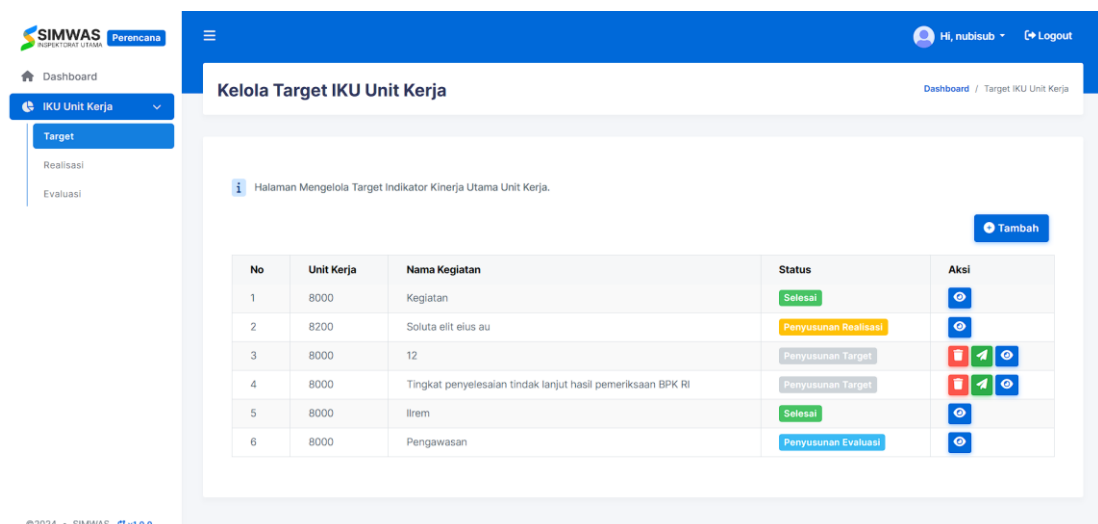 SIMWAS
INSPEKTORAT UTAMA
Perencana
Hi, nubisub
Logout
Dashboard
IKU Unit Kerja
Target
Realisasi
Evaluasi
Kelola Target IKU Unit Kerja
Dashboard / Target IKU Unit Kerja
i Halaman Mengelola Target Indikator Kinerja Utama Unit Kerja.
Tambah
No Unit Kerja Nama Kegiatan Status Aksi
1 8000 Kegiatan Selesai
2 8200 Soluta elit eius au Penyusunan Realisasi
3 8000 12 Penyusunan Target
4 8000 Tingkat penyelesaian tindak lanjut hasil pemeriksaan BPK RI Penyusunan Target
5 8000 Ilrem Selesai
6 8000 Pengawasan Penyusunan Evaluasi
©2024 • SIMWAS